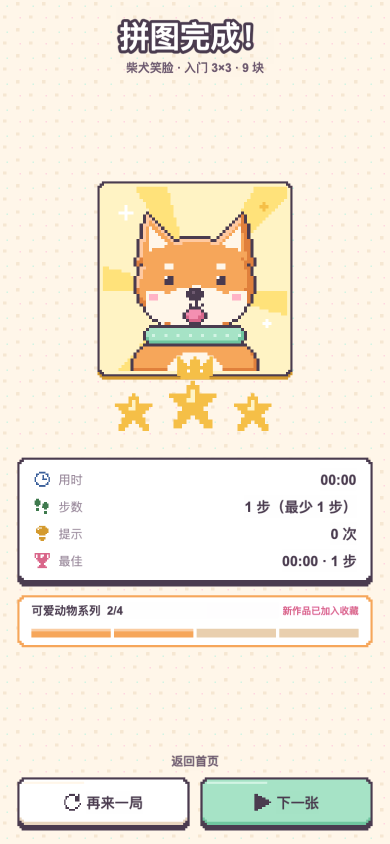 拼图完成!
柴犬笑脸 · 入门 3×3 · 9 块
用时 00:00
步数 1 步（最少 1 步）
提示 0 次
最佳 00:00 · 1 步
可爱动物系列 2/4 新作品已加入收藏
返回首页
再来一局 下一张